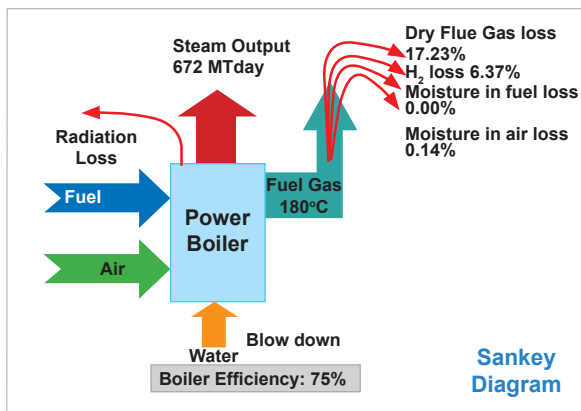 Steam Output
672 MTday
Dry Flue Gas loss
17.23%
H₂ loss 6.37%
Moisture in fuel loss
0.00%
Moisture in air loss
0.14%
Radiation
Loss
Fuel
Fuel Gas
180°C
Power
Boiler
Air
Blow down
Water
Boiler Efficiency: 75%
Sankey
Diagram